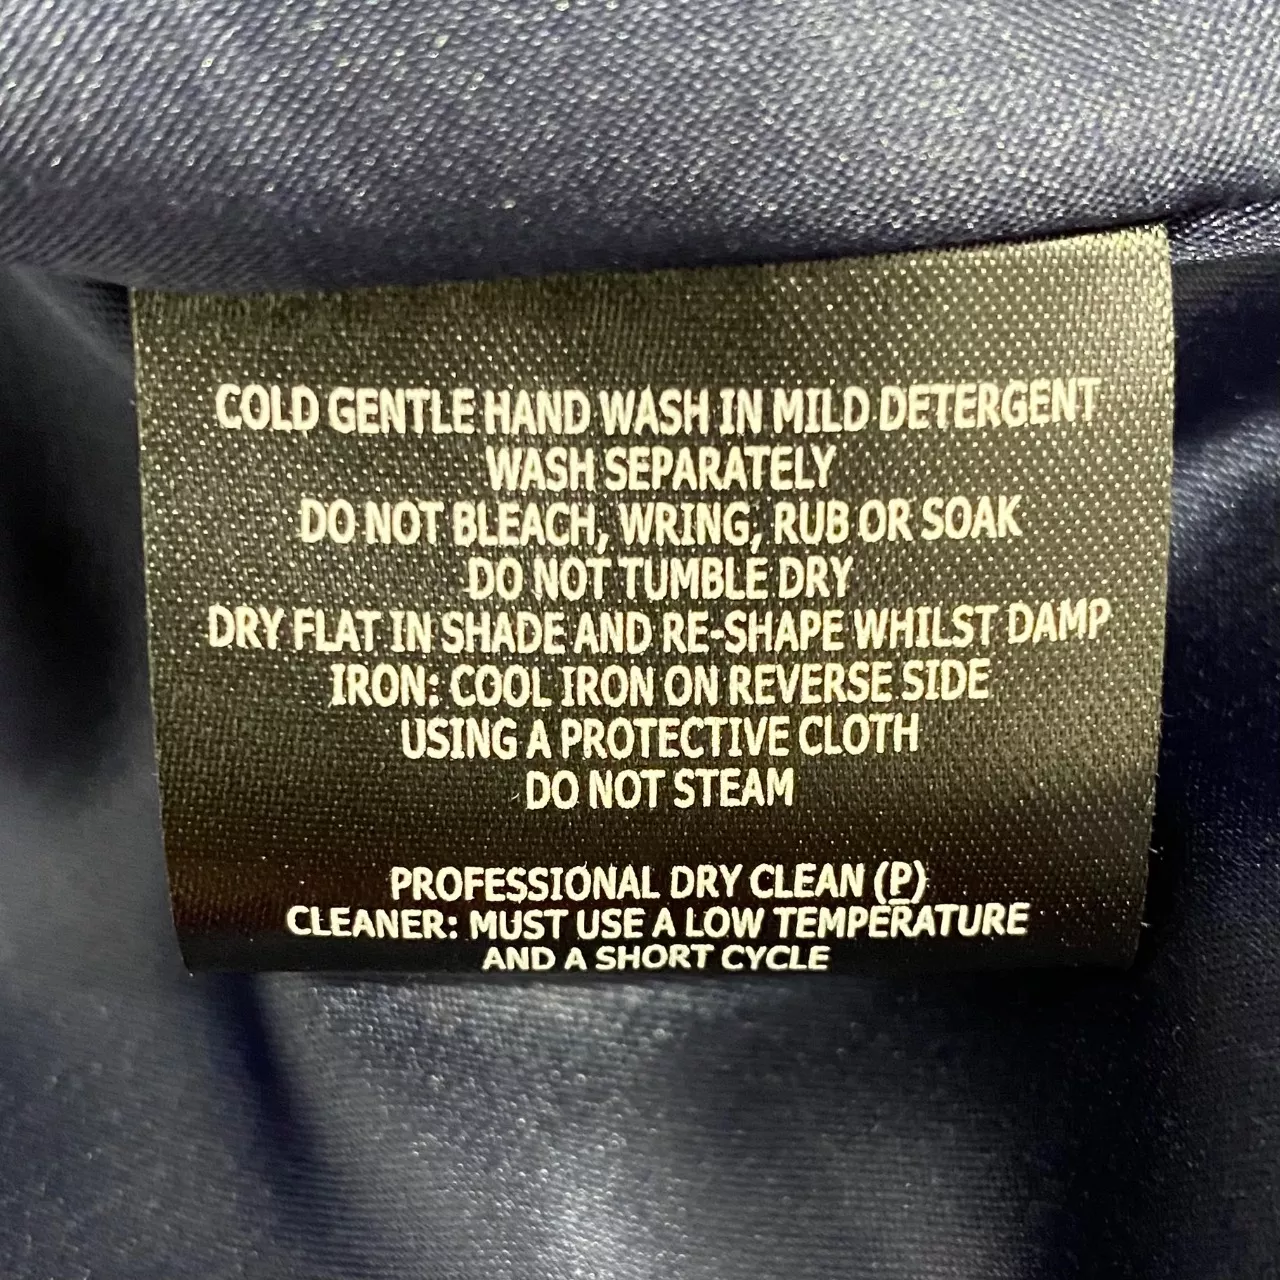 COLD GENTLE HAND WASH IN MILD DETERGENT
WASH SEPARATELY
DO NOT BLEACH, WRING, RUB OR SOAK
DO NOT TUMBLE DRY
DRY FLAT IN SHADE AND RE-SHAPE WHILST DAMP
IRON: COOL IRON ON REVERSE SIDE
USING A PROTECTIVE CLOTH
DO NOT STEAM
PROFESSIONAL DRY CLEAN (P)
CLEANER: MUST USE A LOW TEMPERATURE
AND A SHORT CYCLE